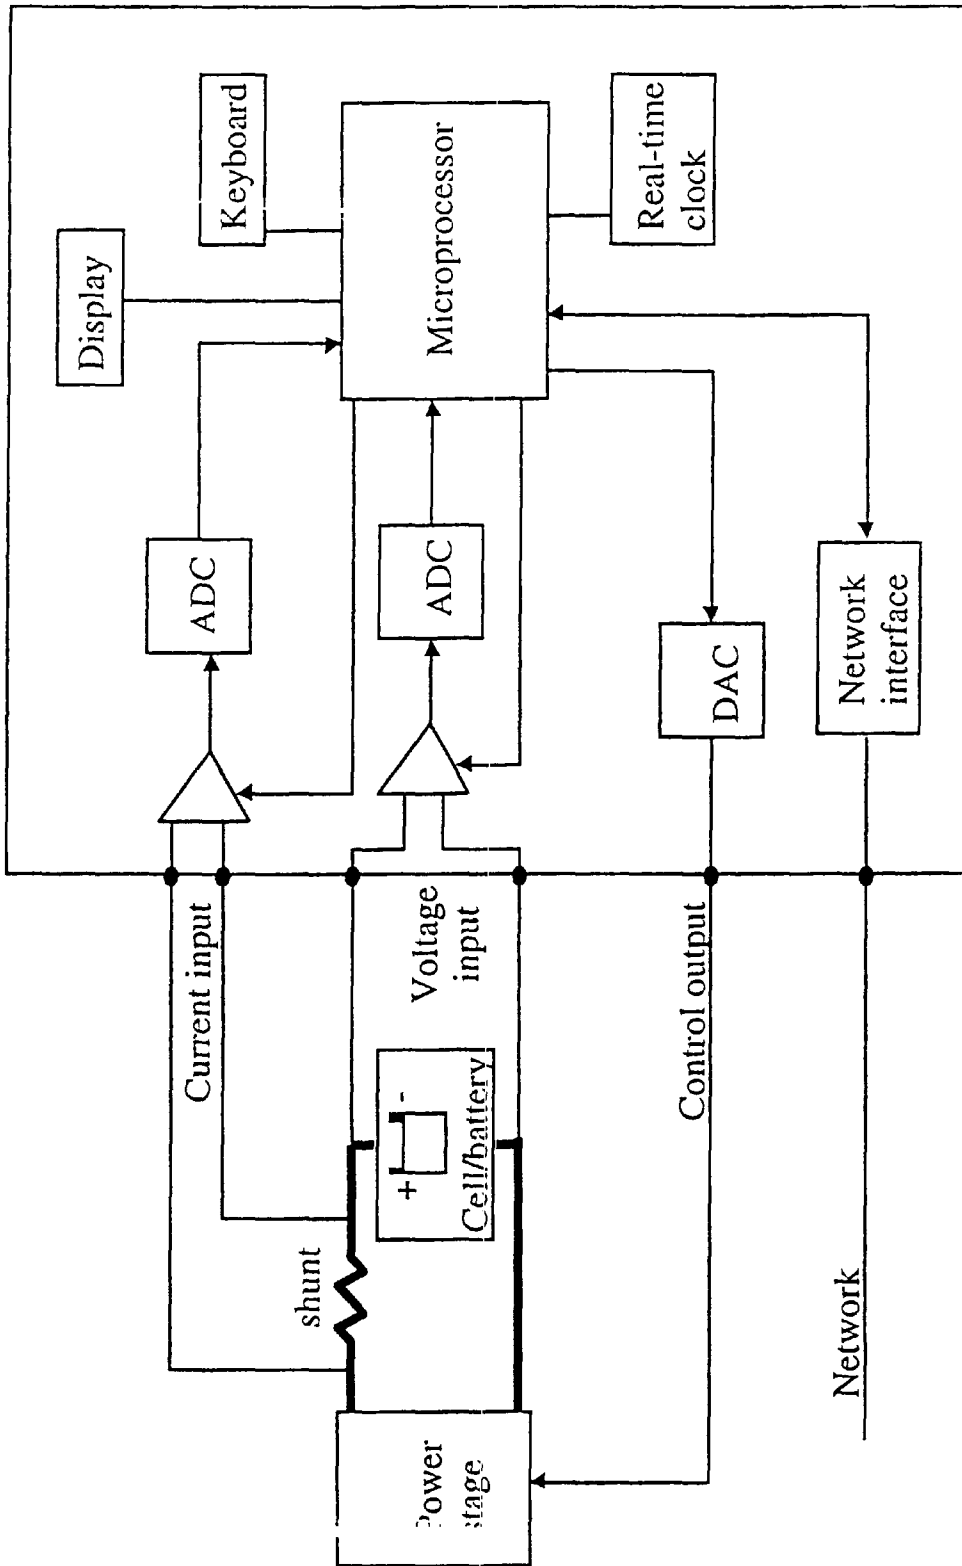 Display
Keyboard
ADC
Microprocessor
ADC
Real-time
clock
DAC
Network
interface
Current input
Voltage
input
Control output
Network
shunt
+
-
Cell/battery